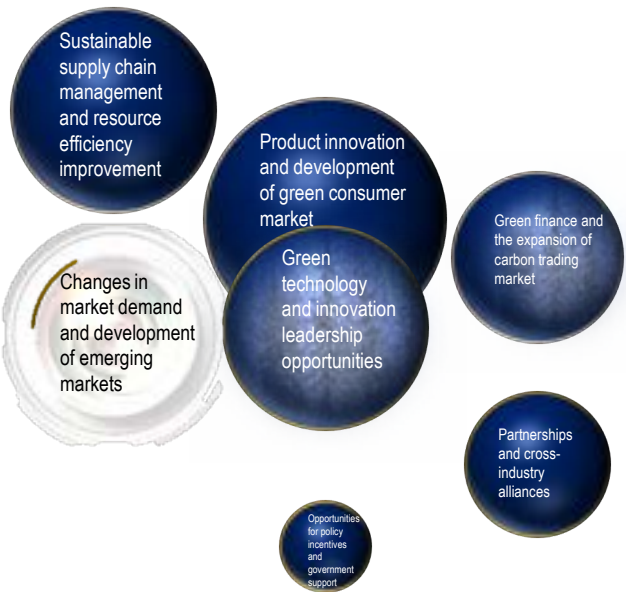 Sustainable
supply chain
management
and resource
efficiency
improvement
Product innovation
and development
of green consumer
market
Green finance and
the expansion of
carbon trading
market
Changes in
market demand
and development
of emerging
markets
Green
technology
and innovation
leadership
opportunities
Partnerships
and cross-
industry
alliances
Opportunities
for policy
incentives
and
government
support